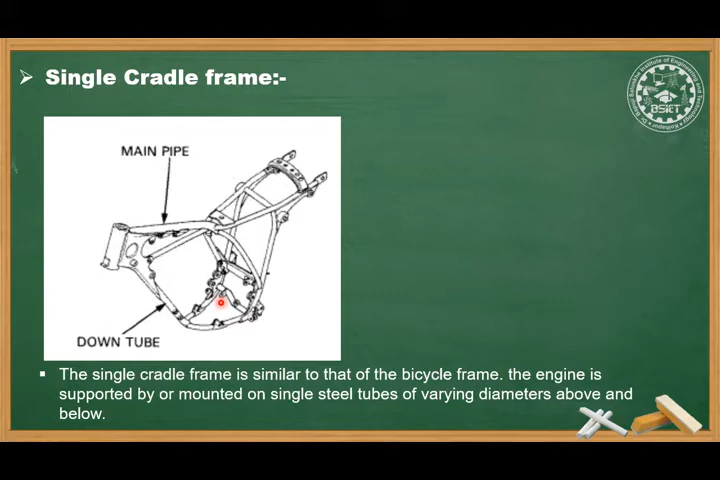 Single Cradle frame:-
BSIET
MAIN PIPE
DOWN TUBE
The single cradle frame is similar to that of the bicycle frame. the engine is
supported by or mounted on single steel tubes of varying diameters above and
below.